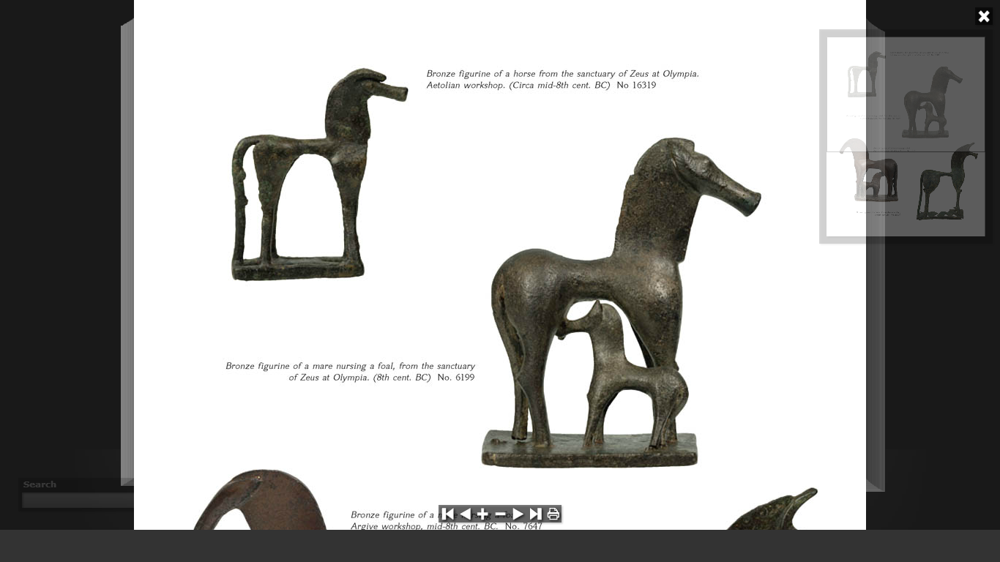 Bronze figurine of a horse from the sanctuary of Zeus at Olympia.
Aetolian workshop. (Circa mid-8th cent. BC) No 16319
Bronze figurine of a mare nursing a foal, from the sanctuary
of Zeus at Olympia. (8th cent. BC) No. 6199
Search
Bronze figurine of a
Argive workshop, mid-8th cent. BC. No. 7647